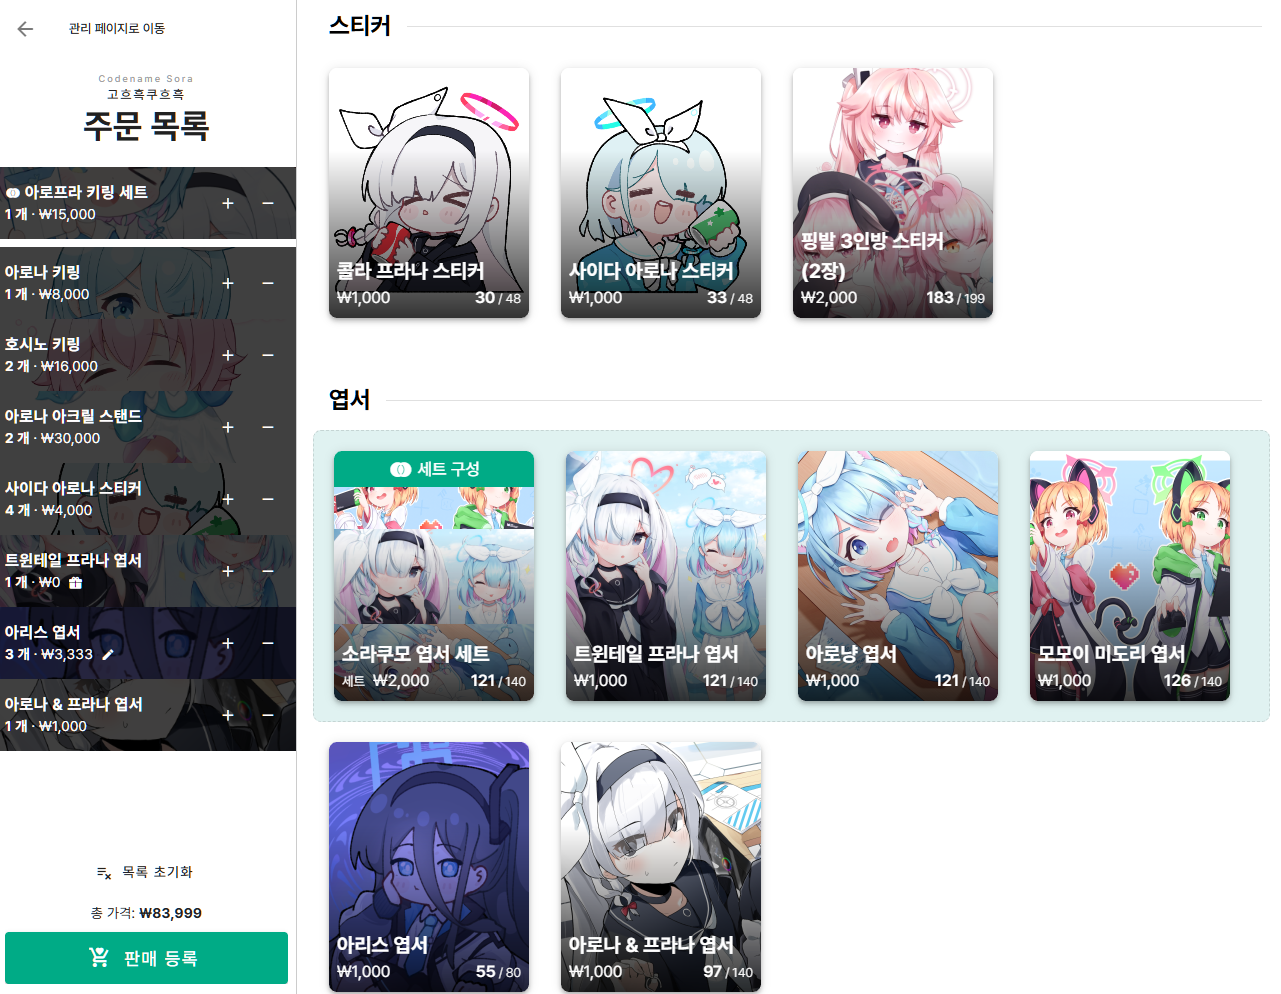 관리 페이지로 이동
Codename Sora
고흐흑쿠흐흑
주문 목록
아로프라 키링 세트
1 개 · ₩15,000
아로나 키링
1 개 · ₩8,000
호시노 키링
2 개 · ₩16,000
아로나 아크릴 스탠드
2 개 · ₩30,000
사이다 아로나 스티커
4 개 · ₩4,000
트윈테일 프라나 엽서
1 개 · ₩0
아리스 엽서
3 개 · ₩3,333
아로나 & 프라나 엽서
1 개 · ₩1,000
목록 초기화
총 가격: ₩83,999
판매 등록
스티커
콜라 프라나 스티커
₩1,000 30 / 48
사이다 아로나 스티커
₩1,000 33 / 48
핑발 3인방 스티커
(2장)
₩2,000 183 / 199
엽서
세트 구성
소라쿠모 엽서 세트
세트 ₩2,000 121 / 140
트윈테일 프라나 엽서
₩1,000 121 / 140
아로냥 엽서
₩1,000 121 / 140
모모이 미도리 엽서
₩1,000 126 / 140
아리스 엽서
₩1,000 55 / 80
아로나 & 프라나 엽서
₩1,000 97 / 140